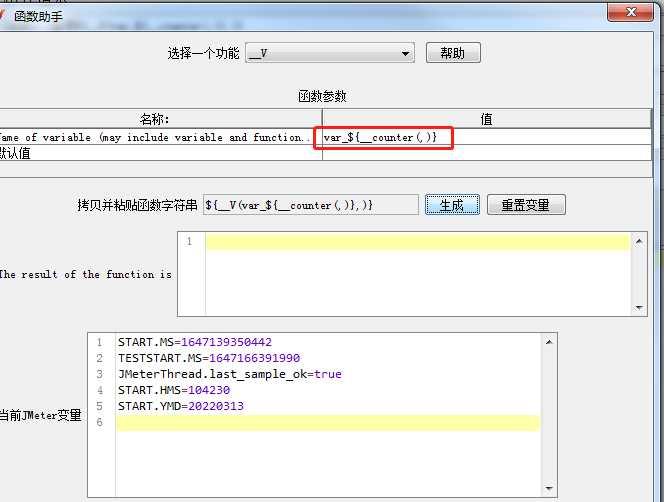 函数助手
选择一个功能 __V 帮助
函数参数
名称: 值
ame of variable (may include variable and function..
var_${__counter(,)}
默认值
拷贝并粘贴函数字符串 ${__V(var_${__counter(,)},)} 生成 重置变量
1
The result of the function is
1 START.MS=1647139350442
2 TESTSTART.MS=1647166391990
3 JMeterThread.last_sample_ok=true
4 START.HMS=104230
5 START.YMD=20220313
6
当前JMeter变量